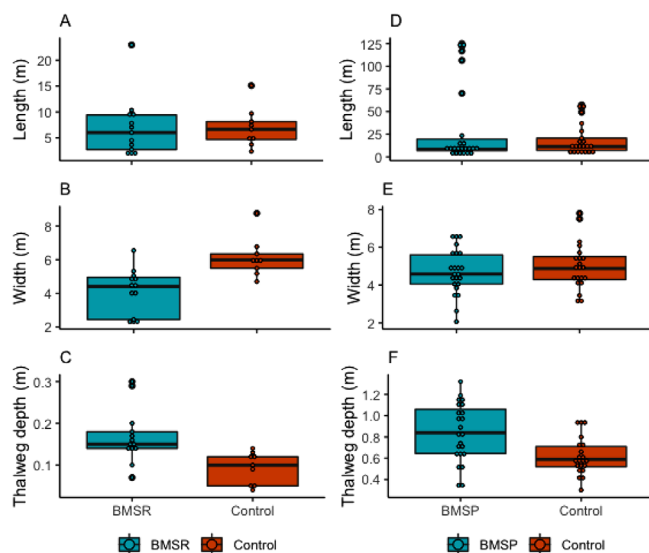 A
Length (m)
20
15
10
5
D
Length (m)
125
100
75
50
25
0
B
Width (m)
8
6
4
2
E
Width (m)
8
6
4
2
C
Thalweg depth (m)
0.3
0.2
0.1
BMSR Control
F
Thalweg depth (m)
1.2
1.0
0.8
0.6
0.4
BMSP Control
BMSR Control
BMSP Control